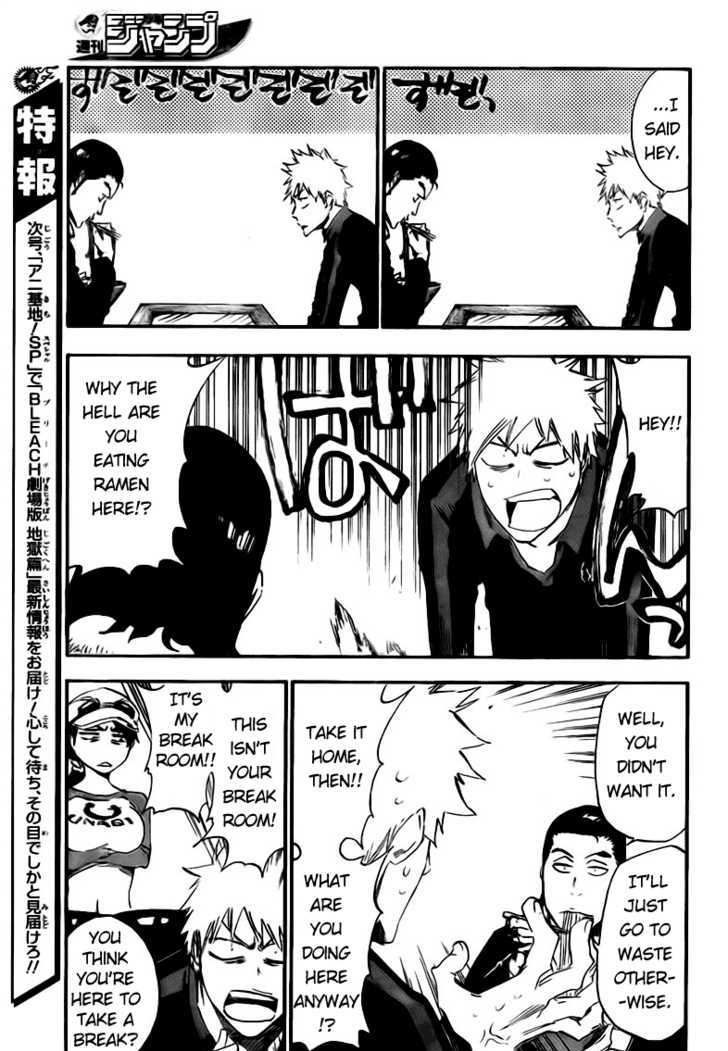 週刊
少年
ジャンプ
特報
次号、「アニ基地!SP」で「BLEACH劇場版 地獄篇」最新情報をお届け!心して待ち、その目でしかと見届けろ!!
...I
SAID
HEY.
HEY!!
WHY THE
HELL ARE
YOU
EATING
RAMEN
HERE!?
WELL,
YOU
DIDN'T
WANT IT.
IT'LL
JUST
GO TO
WASTE
OTHER-
-WISE.
TAKE IT
HOME,
THEN!!
WHAT
ARE
YOU
DOING
HERE
ANYWAY
!?
THIS
ISN'T
YOUR
BREAK
ROOM!
IT'S
MY
BREAK
ROOM!!
UNAGI
YOU
THINK
YOU'RE
HERE TO
TAKE A
BREAK?